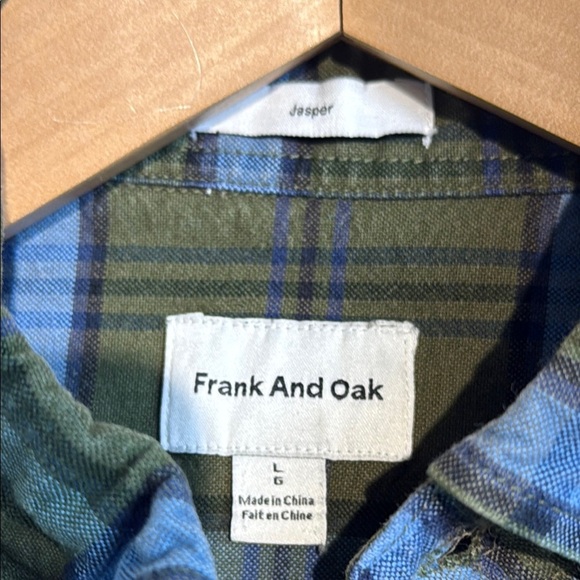 Jasper
Frank And Oak
L
G
Made in China
Fait en Chine